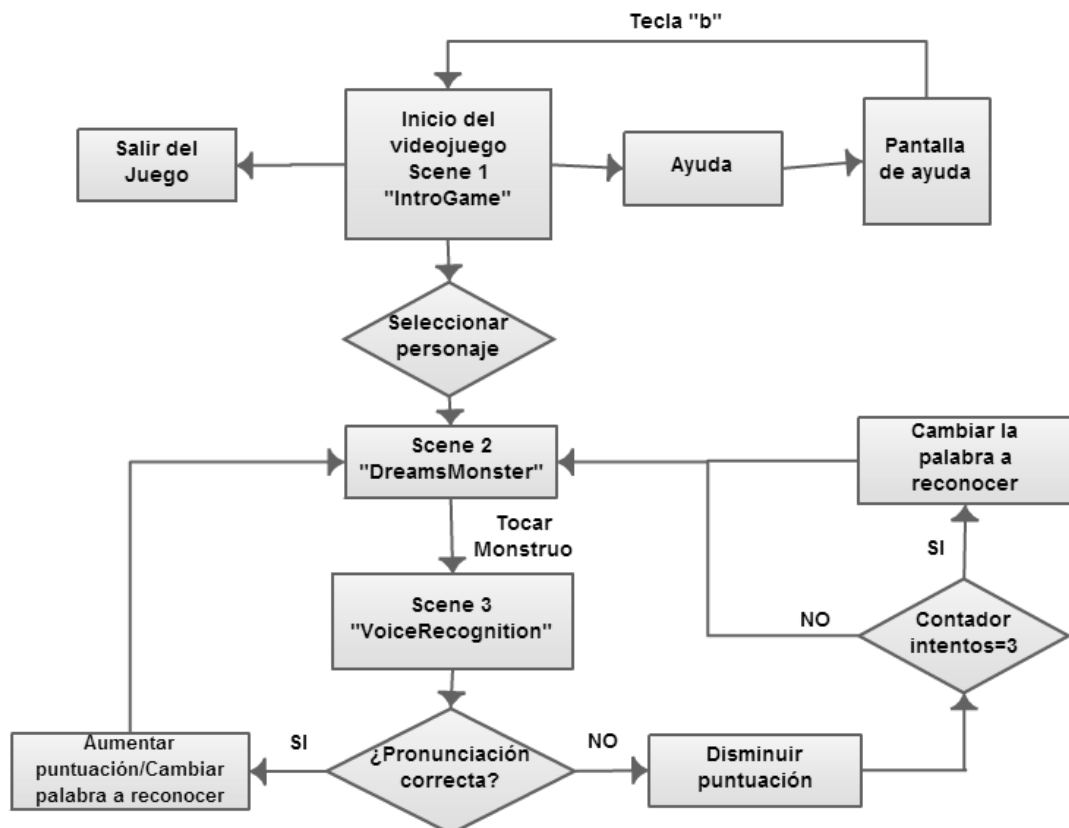 Tecla "b"
Inicio del
videojuego
Scene 1
"IntroGame"
Salir del
Juego
Ayuda
Pantalla
de ayuda
Seleccionar
personaje
Scene 2
"DreamsMonster"
Cambiar la
palabra a
reconocer
Tocar
Monstruo
SI
Scene 3
"VoiceRecognition"
NO
Contador
intentos=3
Aumentar
puntuación/Cambiar
palabra a reconocer
SI
¿Pronunciación
correcta?
NO
Disminuir
puntuación